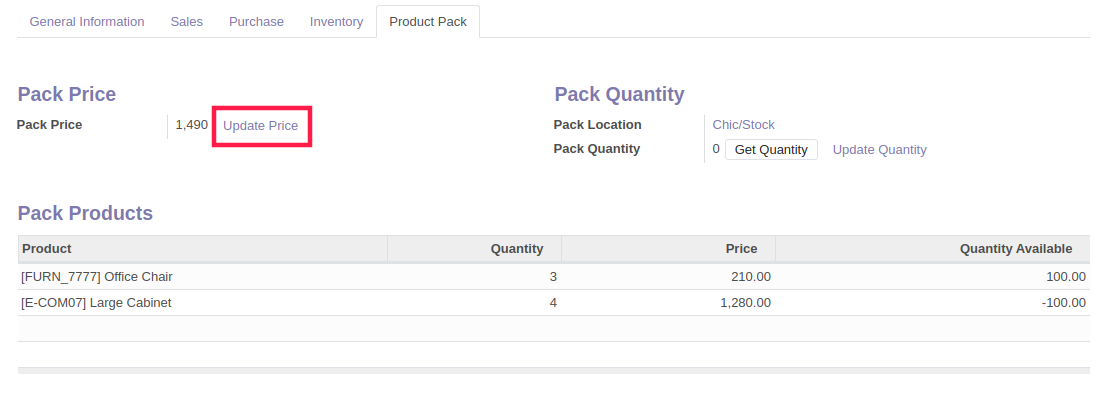 General Information Sales Purchase Inventory Product Pack
Pack Price
Pack Price 1,490 Update Price
Pack Quantity
Pack Location Chic/Stock
Pack Quantity 0 Get Quantity Update Quantity
Pack Products
Product Quantity Price Quantity Available
[FURN_7777] Office Chair 3 210.00 100.00
[E-COM07] Large Cabinet 4 1,280.00 -100.00